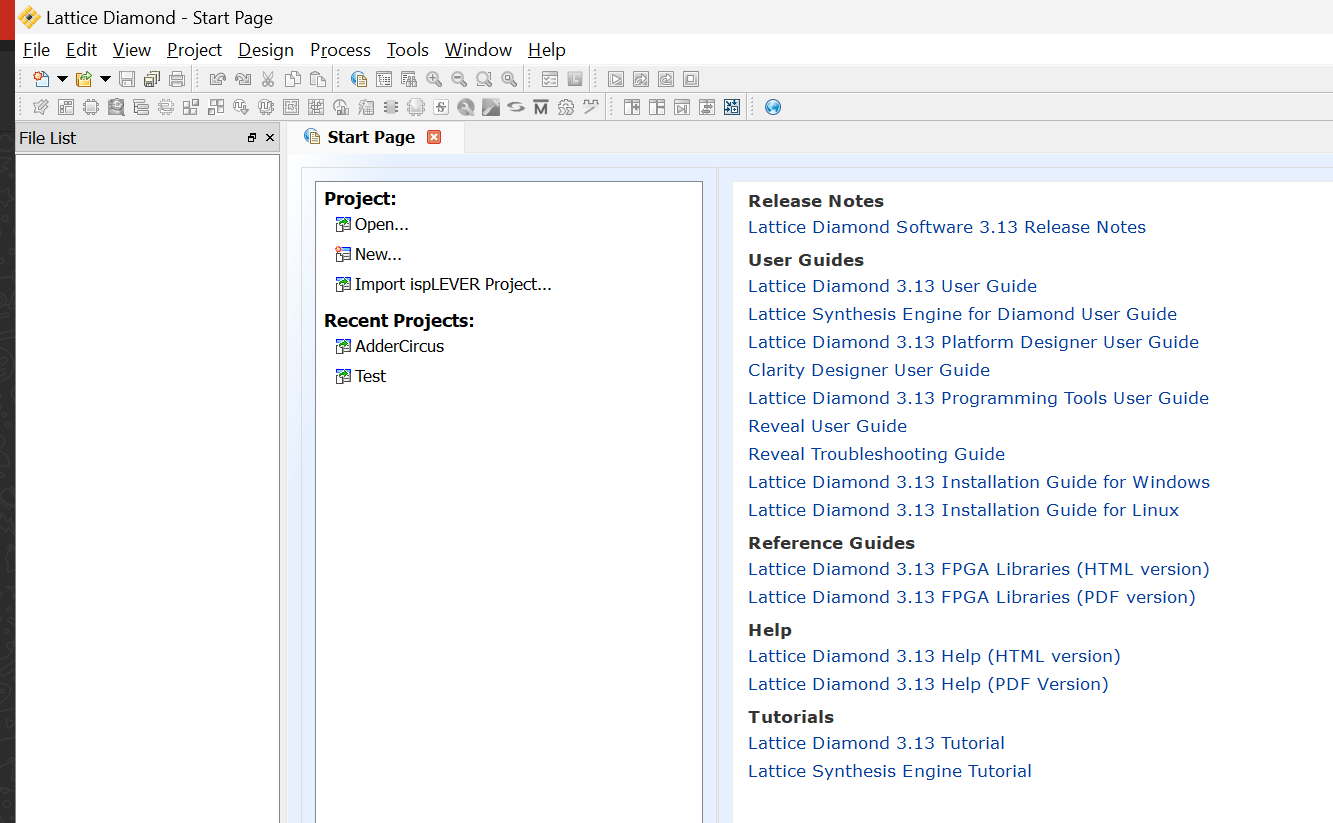 Lattice Diamond - Start Page
File Edit View Project Design Process Tools Window Help
File List
Start Page
Project:
Open...
New...
Import ispLEVER Project...
Recent Projects:
AdderCircus
Test
Release Notes
Lattice Diamond Software 3.13 Release Notes
User Guides
Lattice Diamond 3.13 User Guide
Lattice Synthesis Engine for Diamond User Guide
Lattice Diamond 3.13 Platform Designer User Guide
Clarity Designer User Guide
Lattice Diamond 3.13 Programming Tools User Guide
Reveal User Guide
Reveal Troubleshooting Guide
Lattice Diamond 3.13 Installation Guide for Windows
Lattice Diamond 3.13 Installation Guide for Linux
Reference Guides
Lattice Diamond 3.13 FPGA Libraries (HTML version)
Lattice Diamond 3.13 FPGA Libraries (PDF version)
Help
Lattice Diamond 3.13 Help (HTML version)
Lattice Diamond 3.13 Help (PDF Version)
Tutorials
Lattice Diamond 3.13 Tutorial
Lattice Synthesis Engine Tutorial